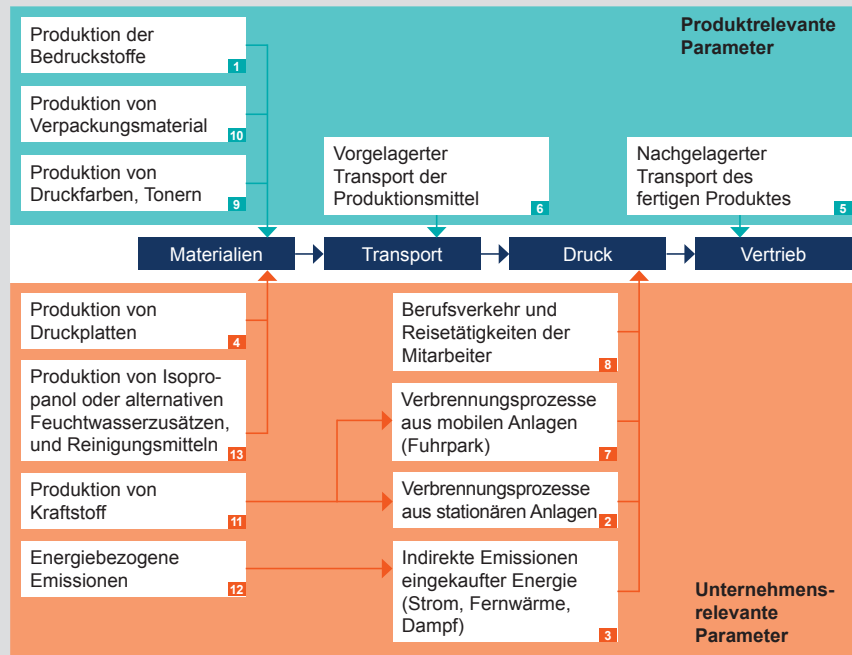 Produktrelevante
Parameter
Produktion der
Bedruckstoffe
1
Produktion von
Verpackungsmaterial
10
Produktion von
Druckfarben, Tonern
9
Vorgelagerter
Transport der
Produktionsmittel
6
Nachgelagerter
Transport des
fertigen Produktes
5
Materialien
Transport
Druck
Vertrieb
Produktion von
Druckplatten
4
Produktion von Isopro-
panol oder alternativen
Feuchtwasserzusätzen,
und Reinigungsmitteln
13
Produktion von
Kraftstoff
11
Energiebezogene
Emissionen
12
Berufsverkehr und
Reisetätigkeiten der
Mitarbeiter
8
Verbrennungsprozesse
aus mobilen Anlagen
(Fuhrpark)
7
Verbrennungsprozesse
aus stationären Anlagen
2
Indirekte Emissionen
eingekaufter Energie
(Strom, Fernwärme,
Dampf)
3
Unternehmens-
relevante
Parameter